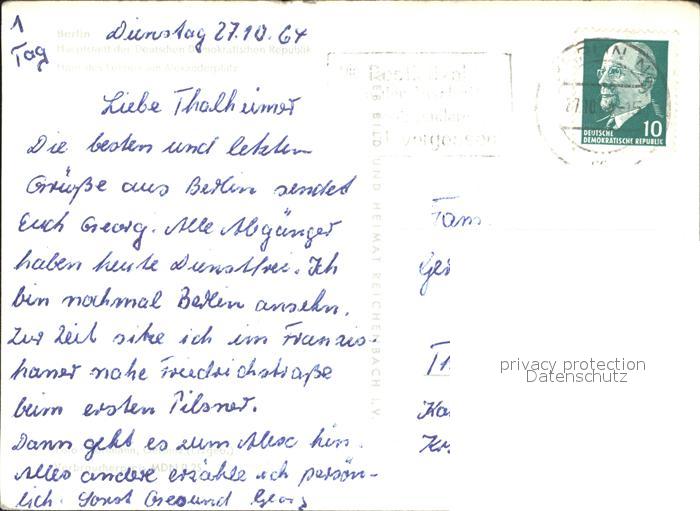 1
Tag
Dienstag 27.10.64
Berlin
Hauptstadt der Deutschen Demokratischen Republik
Liebe Thalheimer
Die besten und letzten
Grüße aus Berlin sendet
Euch Georg. Alle Abgänger
haben heute Dienstfrei. Ich
bin nochmal Berlin ansehn.
Zur Zeit sitze ich im Franzis-
kaner nahe Friedrichstraße
beim ersten Pilsner.
Dann geht es zum Alex hin.
Alles andere erzähle ich persön-
lich. Sonst Gesund Georg
VEB BILD UND HEIMAT REICHENBACH I. V.
DEUTSCHE
DEMOKRATISCHE REPUBLIK
10
27.10
Fam.
privacy protection
Datenschutz